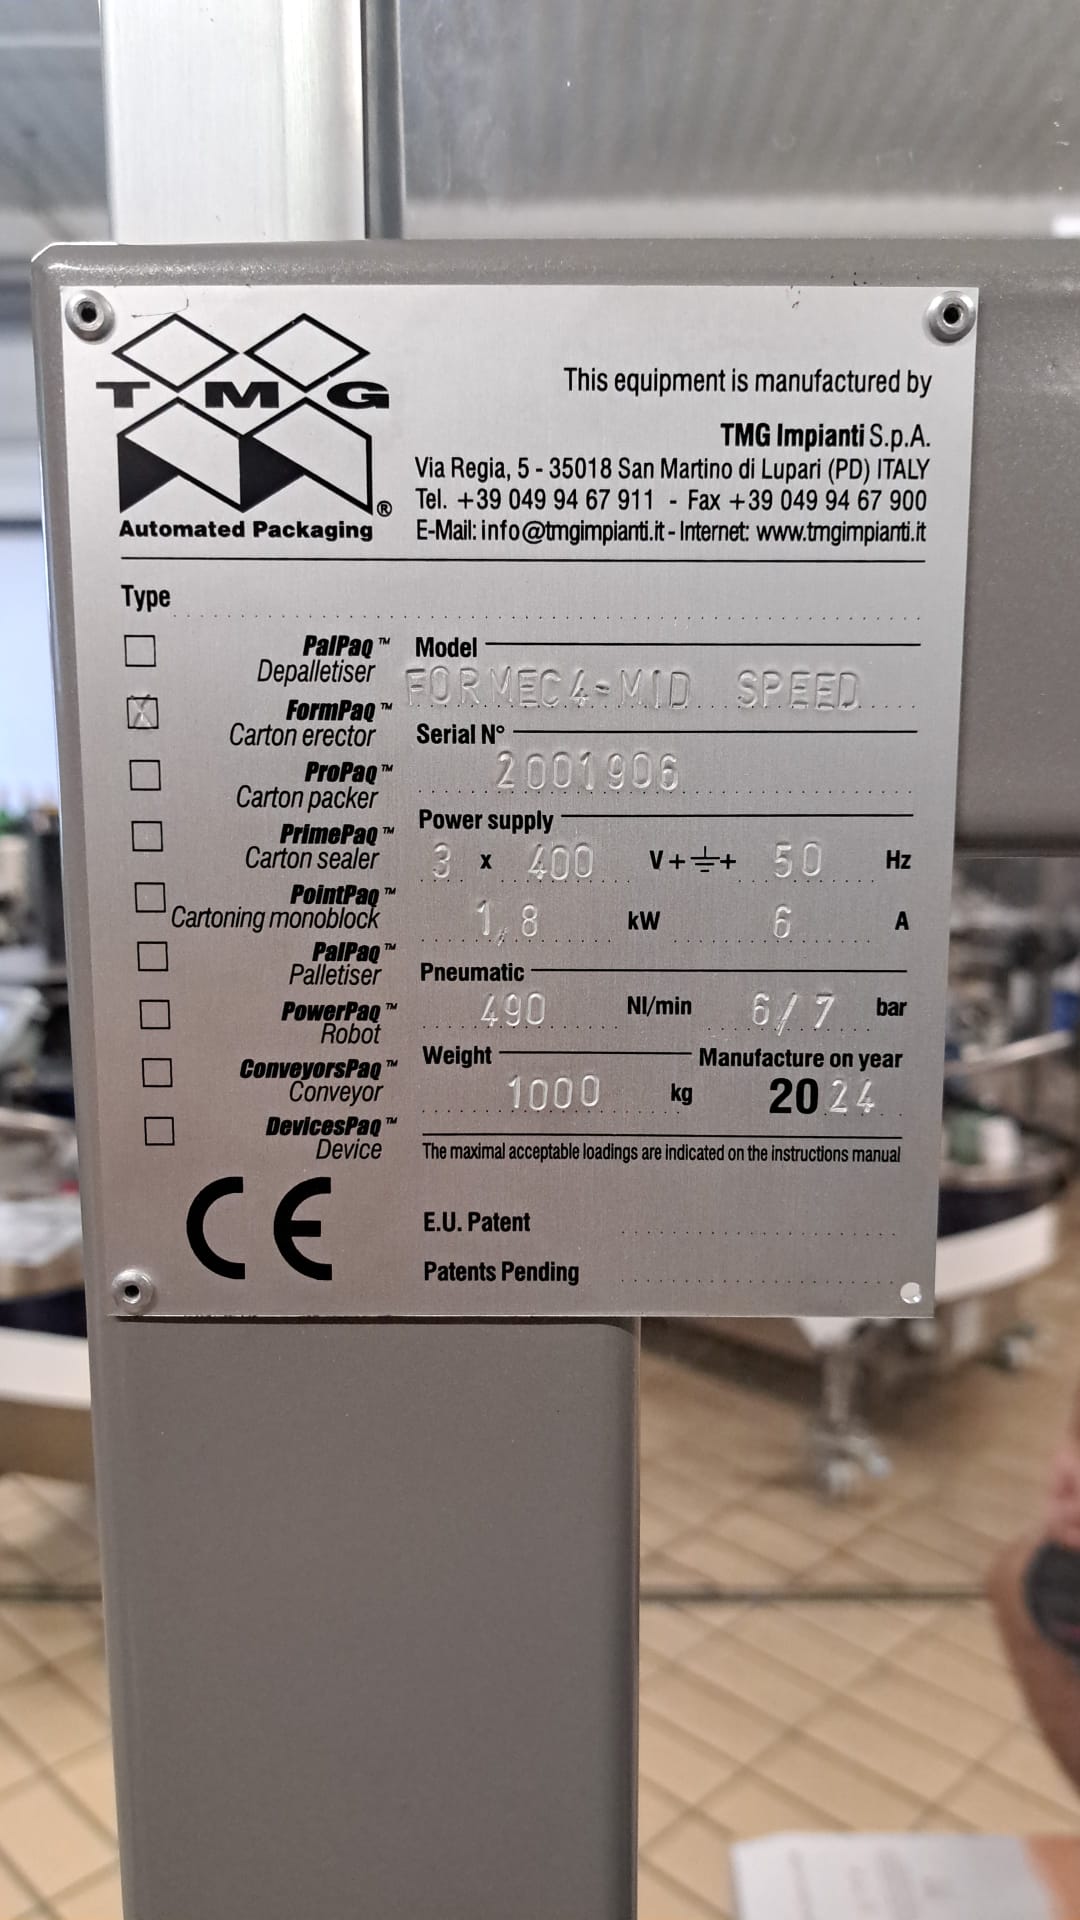 TMG®
Automated Packaging
This equipment is manufactured by
TMG Impianti S.p.A.
Via Regia, 5 - 35018 San Martino di Lupari (PD) ITALY
Tel. +39 049 94 67 911 - Fax +39 049 94 67 900
E-Mail: info@tmgimpianti.it - Internet: www.tmgimpianti.it
Type
PalPaq™
Depalletiser
X FormPaq™
Carton erector
ProPaq™
Carton packer
PrimePaq™
Carton sealer
PointPaq™
Cartoning monoblock
PalPaq™
Palletiser
PowerPaq™
Robot
ConveyorsPaq™
Conveyor
DevicesPaq™
Device
CE
Model
FORMEC4-MID SPEED
Serial N°
2001906
Power supply
3 x 400 V+⏚+ 50 Hz
1,8 kW 6 A
Pneumatic
490 Nl/min 6/7 bar
Weight Manufacture on year
1000 kg 2024
The maximal acceptable loadings are indicated on the instructions manual
E.U. Patent
Patents Pending